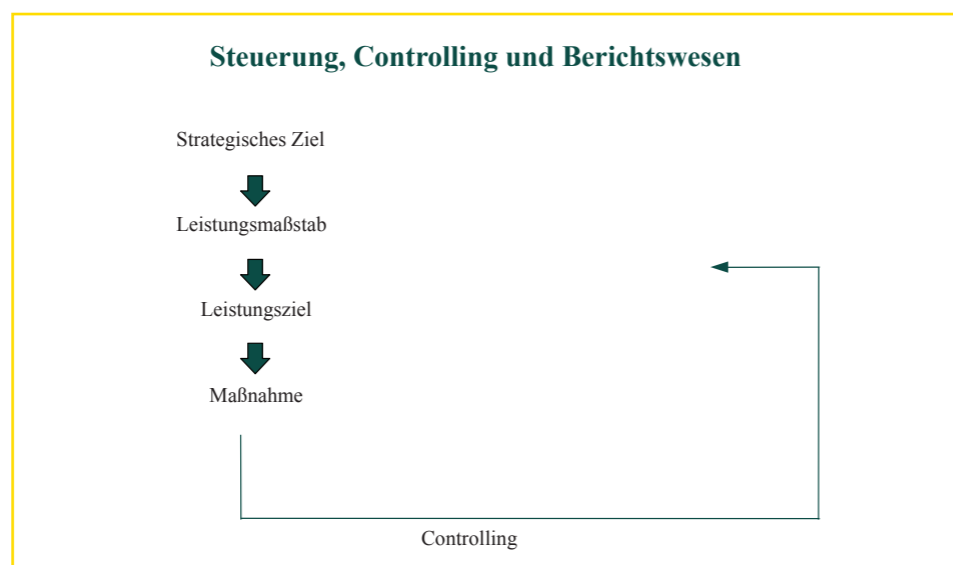 Steuerung, Controlling und Berichtswesen
Strategisches Ziel
Leistungsmaßstab
Leistungsziel
Maßnahme
Controlling